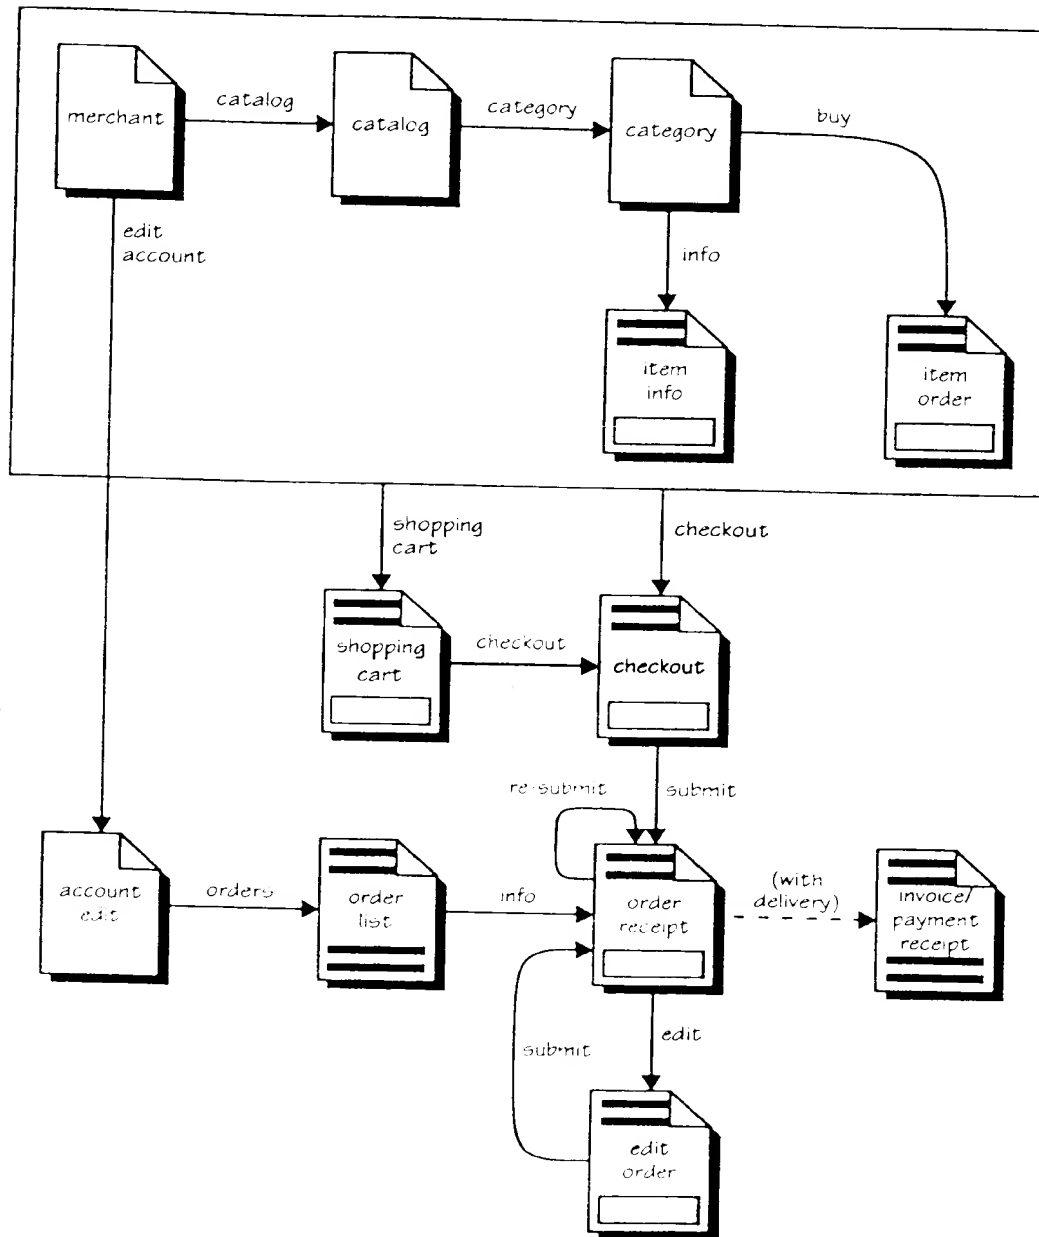 merchant
catalog
catalog
category
category
buy
edit
account
info
item
info
item
order
shopping
cart
checkout
shopping
cart
checkout
checkout
re-submit
submit
account
edit
orders
order
list
info
order
receipt
(with
delivery)
invoice/
payment
receipt
submit
edit
edit
order